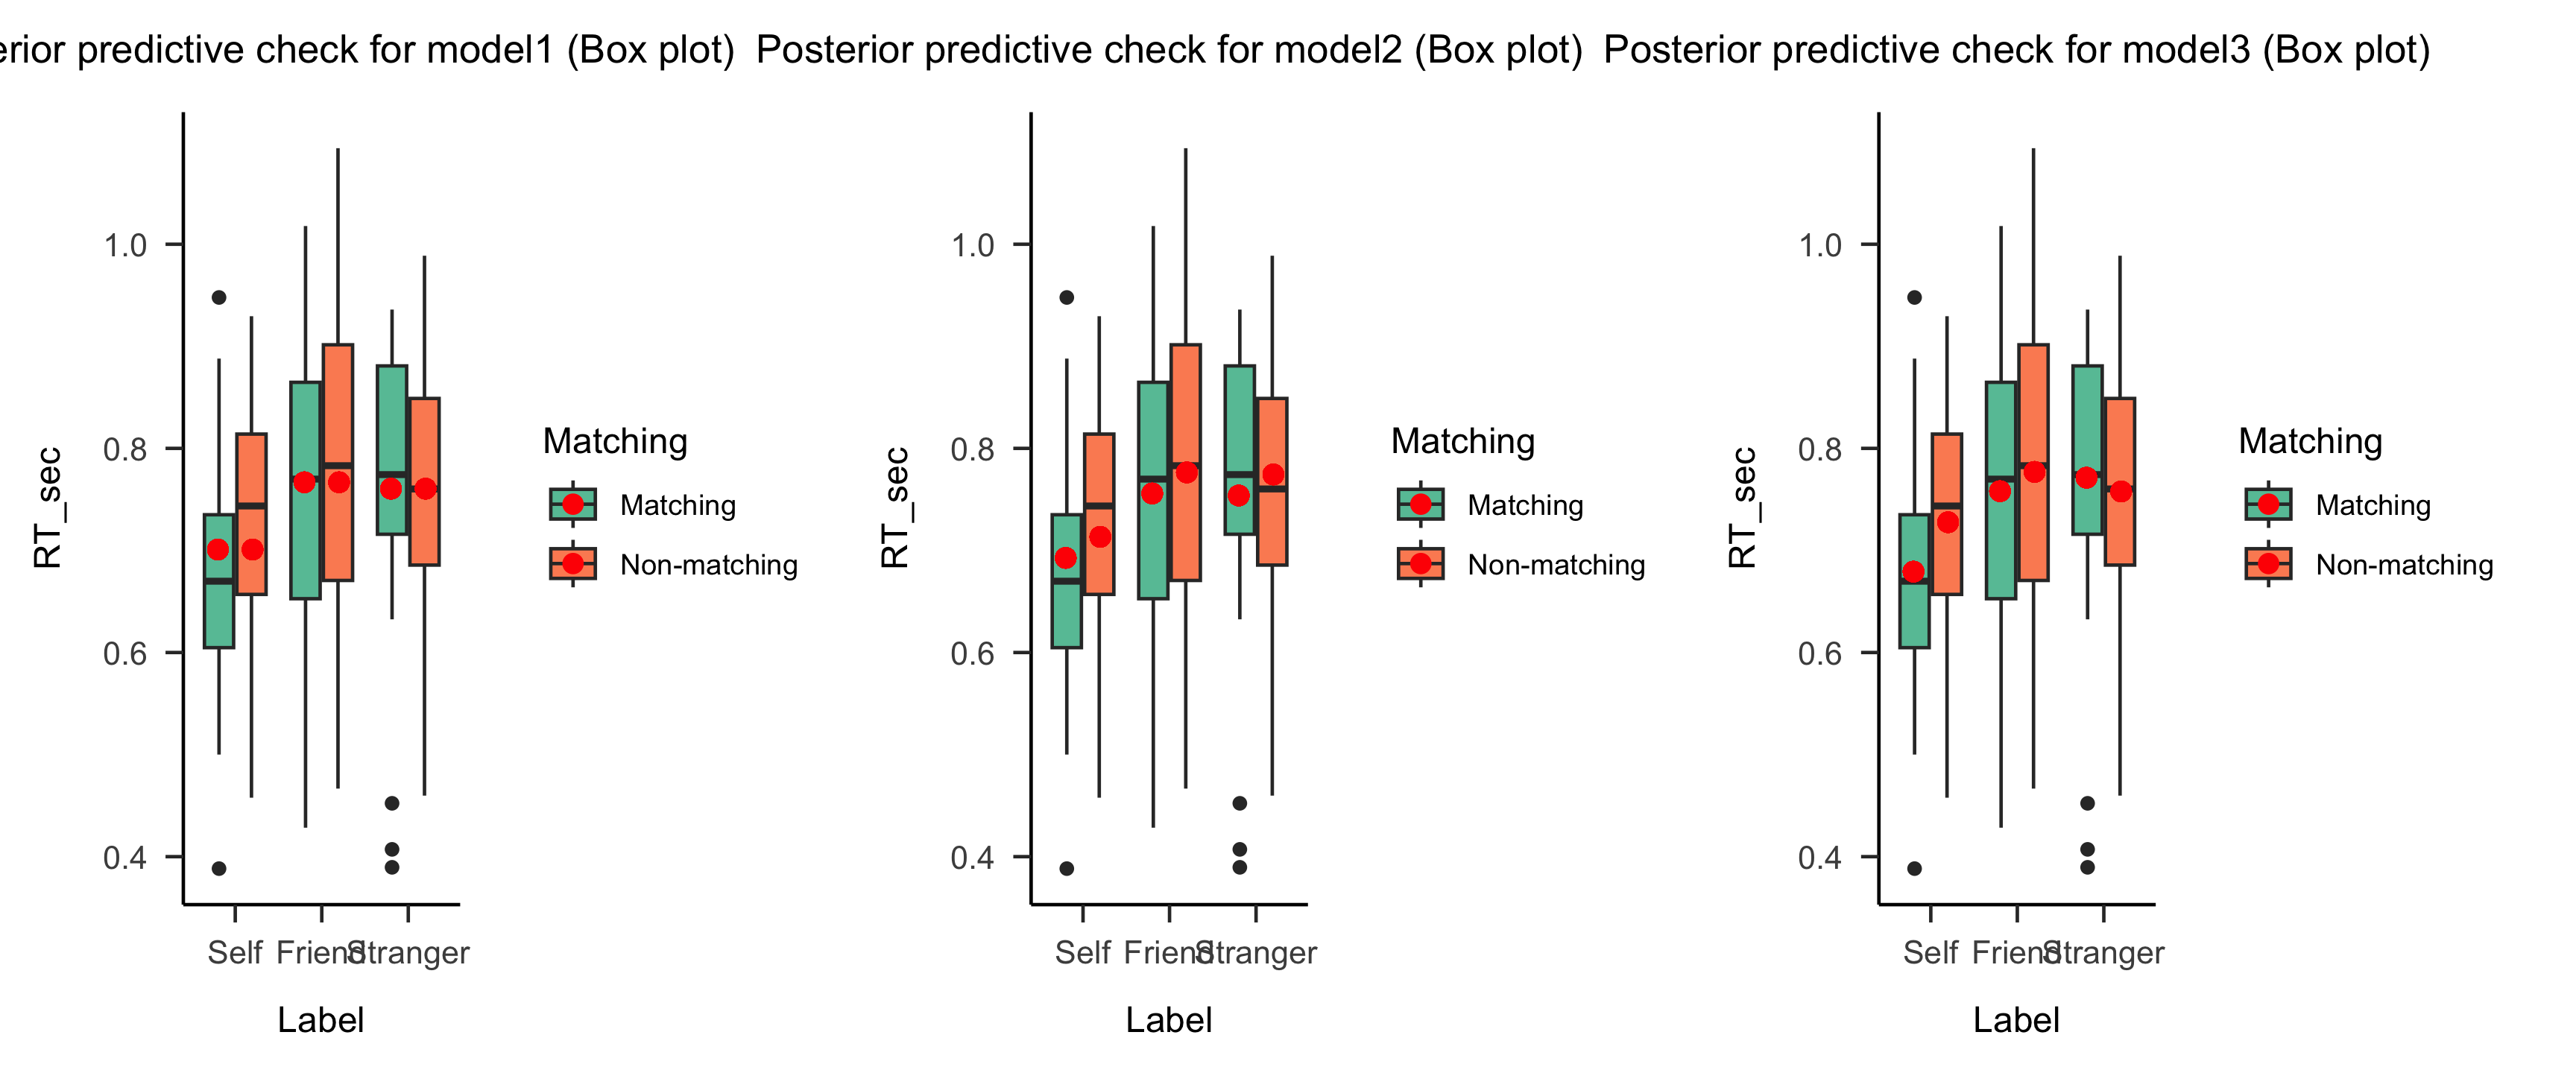 erior predictive check for model1 (Box plot)
RT_sec
1.0
0.8
0.6
0.4
Self Friend Stranger
Label
Matching
Matching
Non-matching
Posterior predictive check for model2 (Box plot)
RT_sec
1.0
0.8
0.6
0.4
Self Friend Stranger
Label
Matching
Matching
Non-matching
Posterior predictive check for model3 (Box plot)
RT_sec
1.0
0.8
0.6
0.4
Self Friend Stranger
Label
Matching
Matching
Non-matching